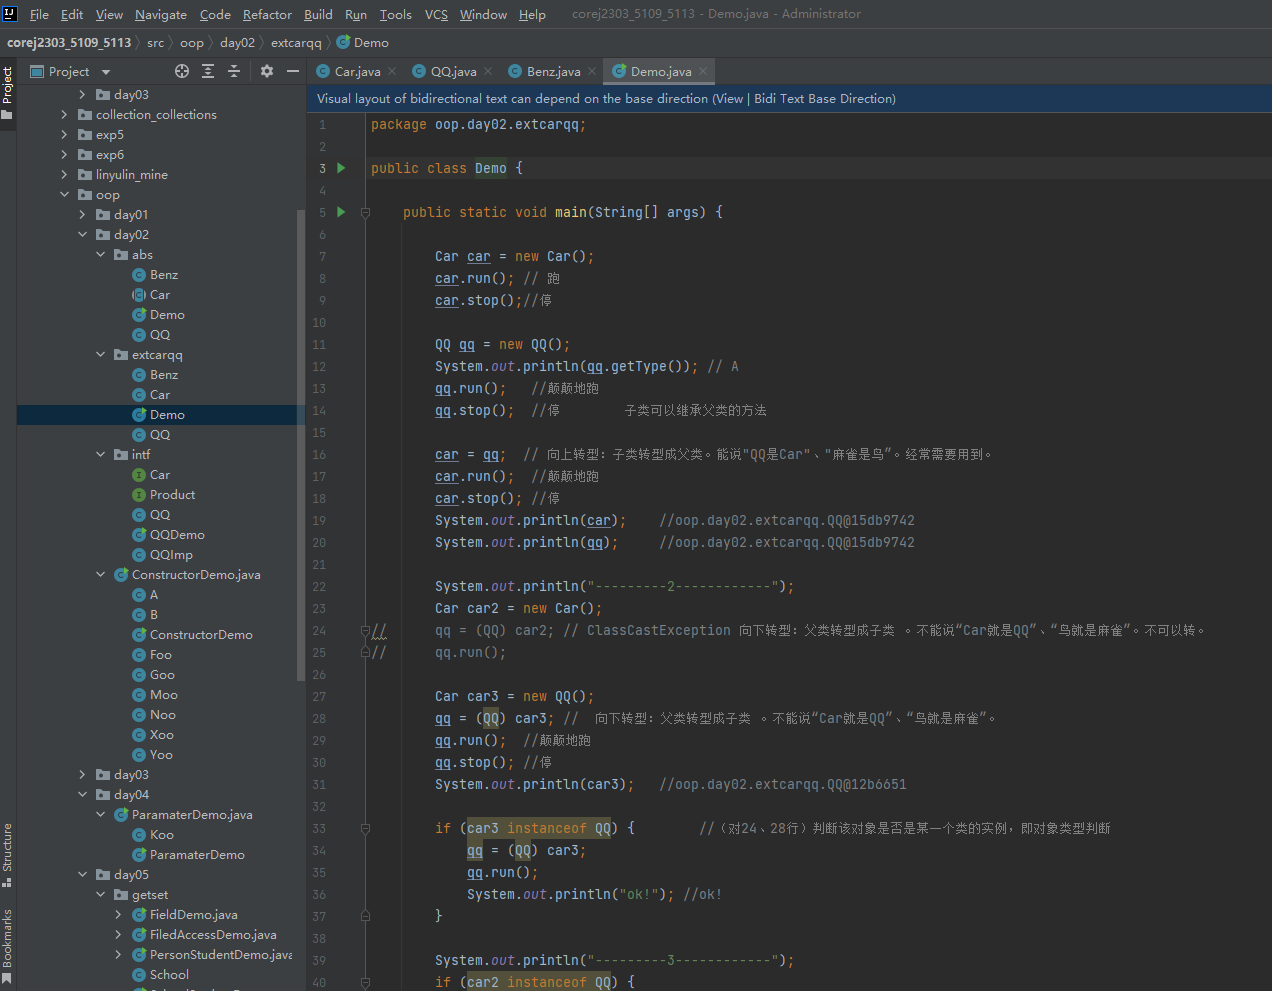 File Edit View Navigate Code Refactor Build Run Tools VCS Window Help corej2303_5109_5113 - Demo.java - Administrator
corej2303_5109_5113 src oop day02 extcarqq Demo
Project
Car.java QQ.java Benz.java Demo.java
Visual layout of bidirectional text can depend on the base direction (View | Bidi Text Base Direction)
Project
day03
collection_collections
exp5
exp6
linyulin_mine
oop
day01
day02
abs
Benz
Car
Demo
QQ
extcarqq
Benz
Car
Demo
QQ
intf
Car
Product
QQ
QQDemo
QQImp
ConstructorDemo.java
A
B
ConstructorDemo
Foo
Goo
Moo
Noo
Xoo
Yoo
day03
day04
ParamaterDemo.java
Koo
ParamaterDemo
day05
getset
FieldDemo.java
FiledAccessDemo.java
PersonStudentDemo.java
School
Structure
Bookmarks
1 package oop.day02.extcarqq;
2
3 public class Demo {
4
5 public static void main(String[] args) {
6
7 Car car = new Car();
8 car.run(); // 跑
9 car.stop();//停
10
11 QQ qq = new QQ();
12 System.out.println(qq.getType()); // A
13 qq.run(); //颠颠地跑
14 qq.stop(); //停 子类可以继承父类的方法
15
16 car = qq; // 向上转型：子类转型成父类。能说"QQ是Car"、"麻雀是鸟”。经常需要用到。
17 car.run(); //颠颠地跑
18 car.stop(); //停
19 System.out.println(car); //oop.day02.extcarqq.QQ@15db9742
20 System.out.println(qq); //oop.day02.extcarqq.QQ@15db9742
21
22 System.out.println("---------2------------");
23 Car car2 = new Car();
24 // qq = (QQ) car2; // ClassCastException 向下转型：父类转型成子类 。不能说“Car就是QQ”、“鸟就是麻雀”。不可以转。
25 // qq.run();
26
27 Car car3 = new QQ();
28 qq = (QQ) car3; // 向下转型：父类转型成子类 。不能说“Car就是QQ”、“鸟就是麻雀”。
29 qq.run(); //颠颠地跑
30 qq.stop(); //停
31 System.out.println(car3); //oop.day02.extcarqq.QQ@12b6651
32
33 if (car3 instanceof QQ) { //（对24、28行）判断该对象是否是某一个类的实例，即对象类型判断
34 qq = (QQ) car3;
35 qq.run();
36 System.out.println("ok!"); //ok!
37 }
38
39 System.out.println("---------3------------");
40 if (car2 instanceof QQ) {